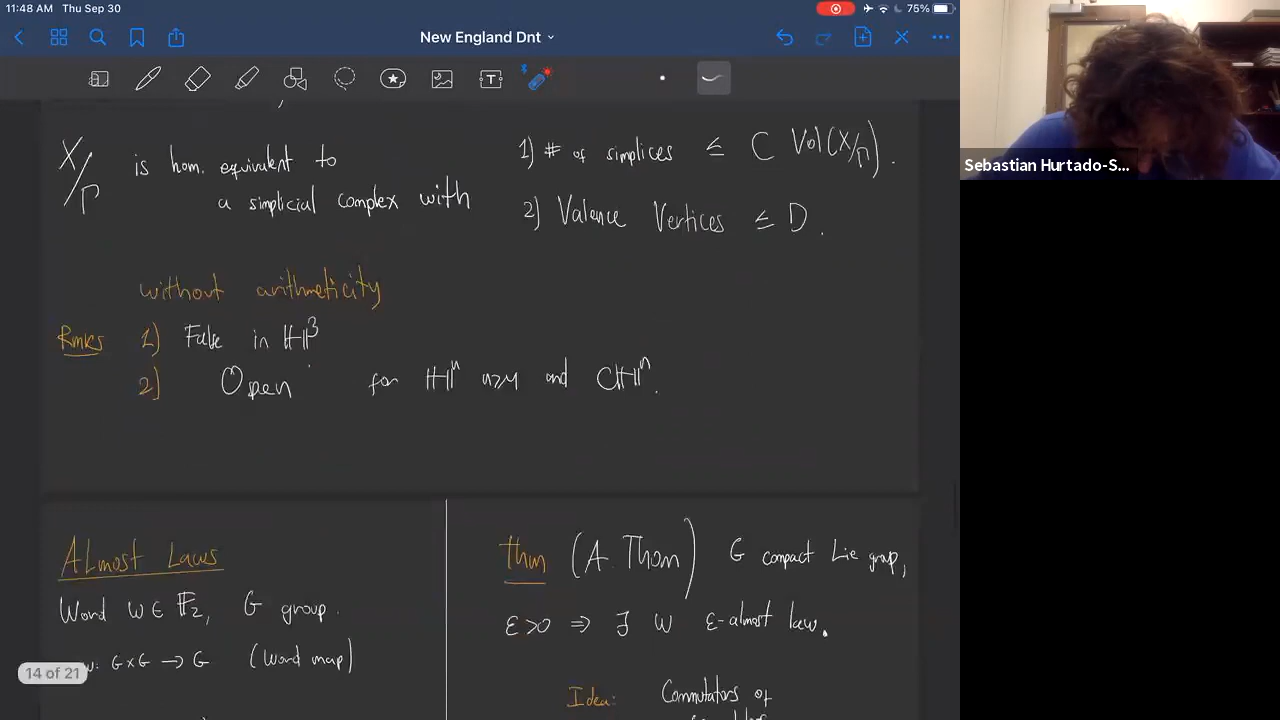 11:48 AM Thu Sep 30
75%
New England Dnt
X/Γ is hom. equivalent to
a simplicial complex with
1) # of simplices ≤ C Vol(X/Γ).
2) Valence Vertices ≤ D.
without arithmeticity
Rmks 1) False in ℍ³
2) Open for ℍⁿ n≥4 and ℂℍⁿ.
Almost Laws
Word w ∈ 𝔽₂, G group.
w: G×G → G (Word map)
14 of 21
thm (A. Thom) G compact Lie group,
ε>0 ⇒ ∃ w ε-almost law.
Idea: Commutators of
Sebastian Hurtado-S...